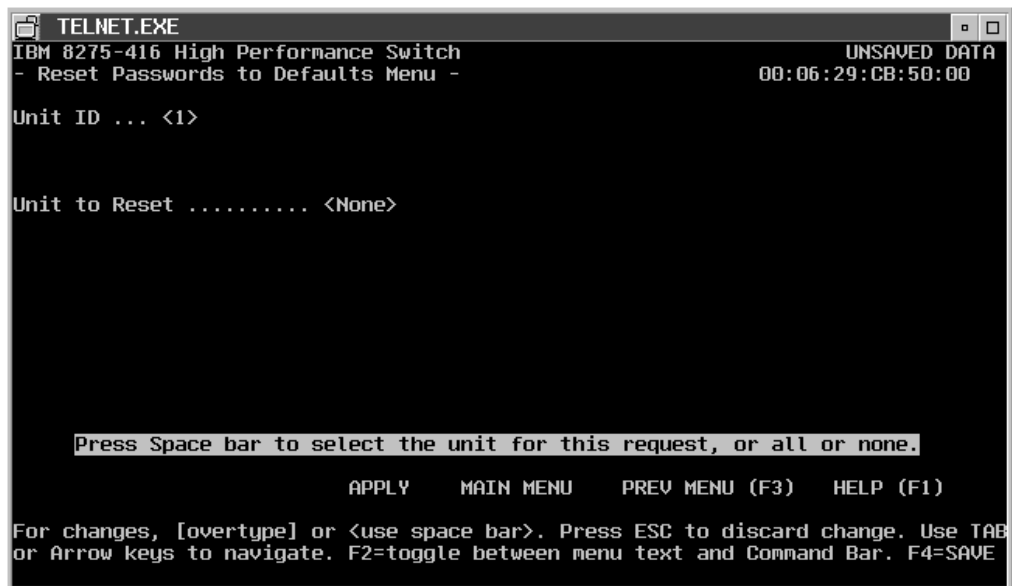 TELNET.EXE
IBM 8275-416 High Performance Switch UNSAVED DATA
- Reset Passwords to Defaults Menu - 00:06:29:CB:50:00
Unit ID ... <1>
Unit to Reset .......... <None>
Press Space bar to select the unit for this request, or all or none.
APPLY MAIN MENU PREV MENU (F3) HELP (F1)
For changes, [overtype] or <use space bar>. Press ESC to discard change. Use TAB
or Arrow keys to navigate. F2=toggle between menu text and Command Bar. F4=SAVE